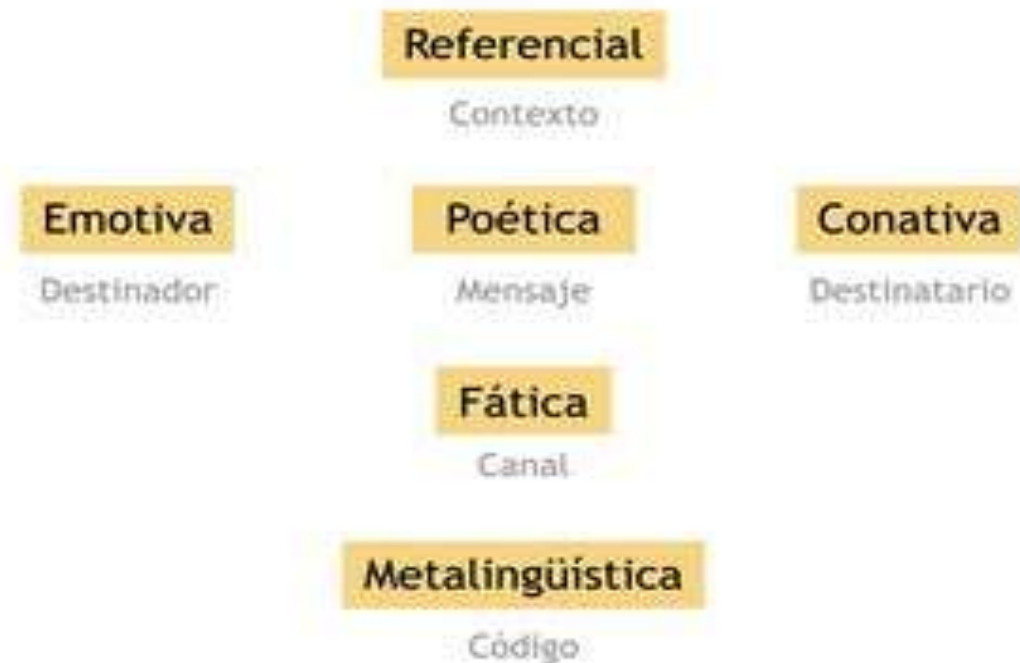 Referencial
Contexto
Emotiva Poética Conativa
Destinador Mensaje Destinatario
Fática
Canal
Metalingüística
Código